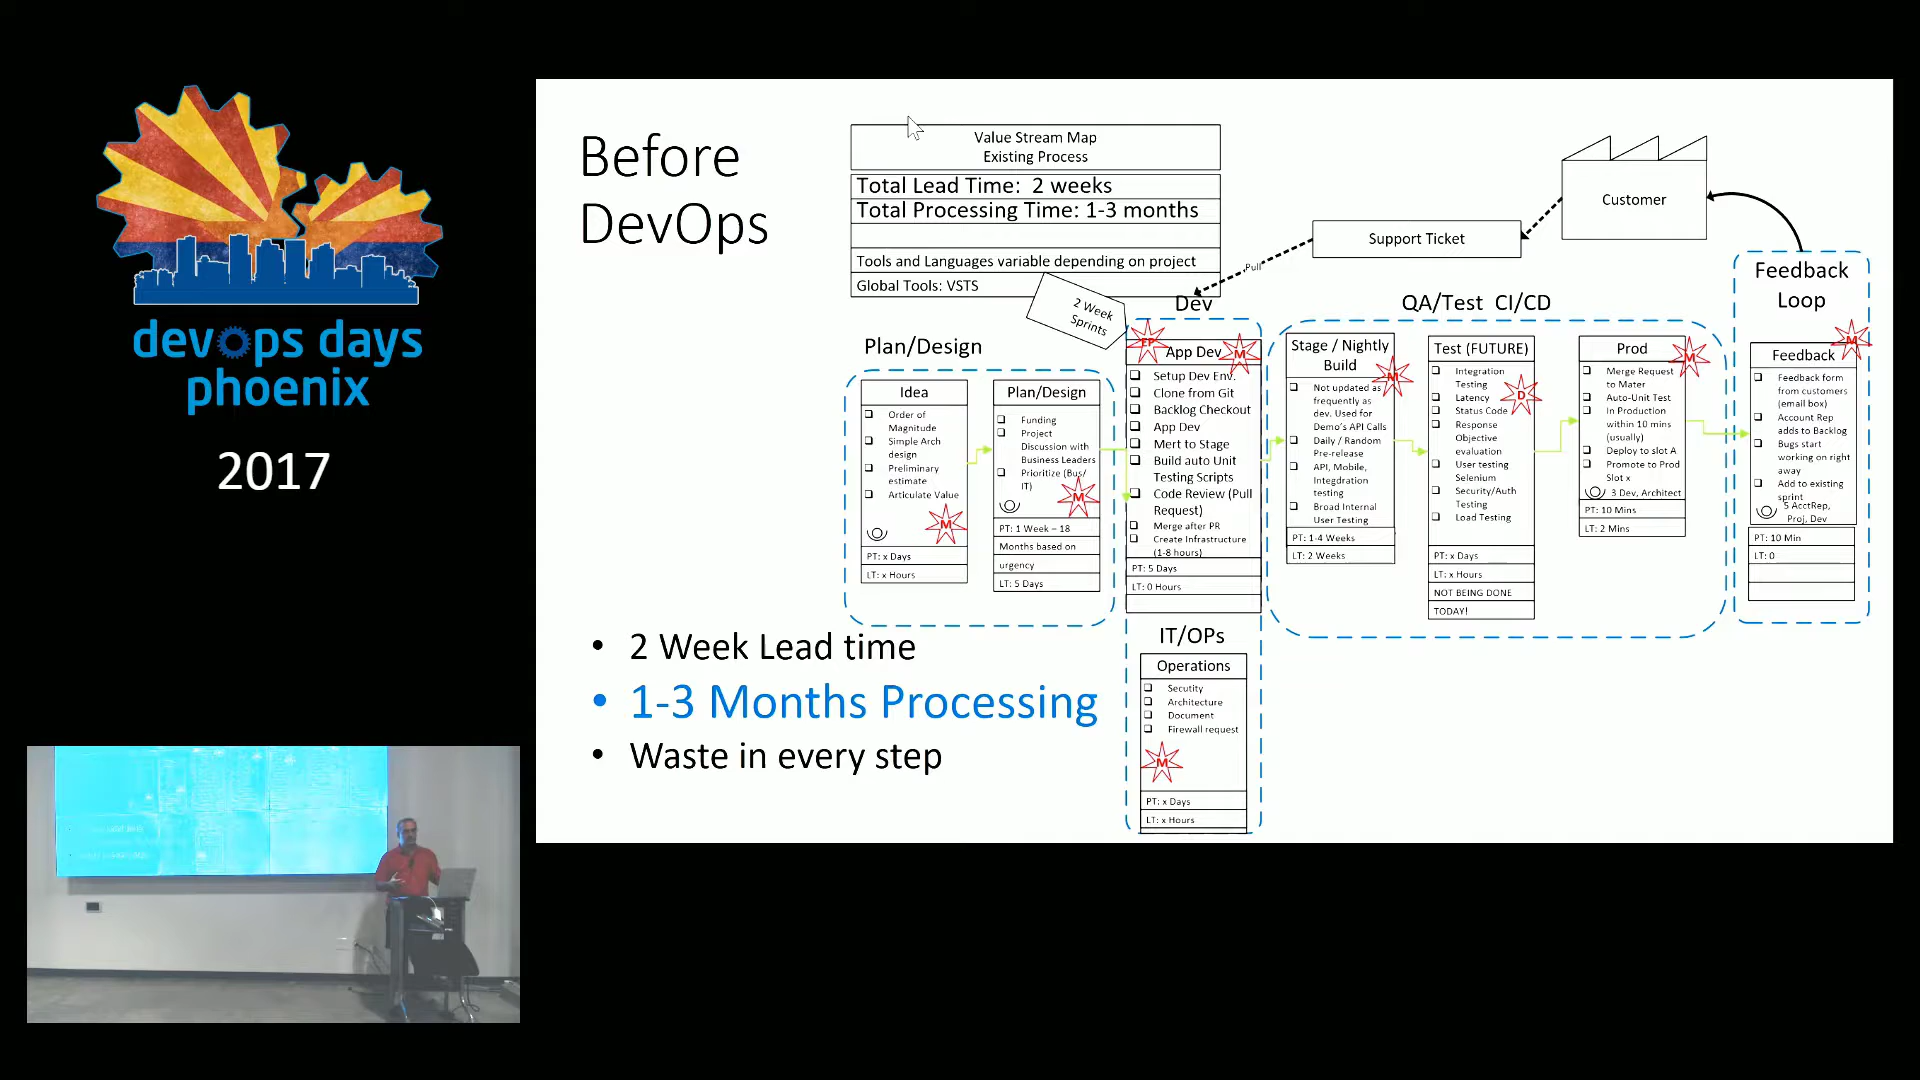 devops days
phoenix
2017
Before
DevOps
Value Stream Map
Existing Process
Total Lead Time: 2 weeks
Total Processing Time: 1-3 months
Tools and Languages variable depending on project
Global Tools: VSTS
2 Week
Sprints
Customer
Support Ticket
Pull
Plan/Design
Idea
Order of
Magnitude
Simple Arch
design
Preliminary
estimate
Articulate Value
M
PT: x Days
LT: x Hours
Plan/Design
Funding
Project
Discussion with
Business Leaders
Prioritize (Bus/
IT)
M
PT: 1 Week – 18
Months based on
urgency
LT: 5 Days
Dev
EP
App Dev
M
Setup Dev Env.
Clone from Git
Backlog Checkout
App Dev
Mert to Stage
Build auto Unit
Testing Scripts
Code Review (Pull
Request)
Merge after PR
Create Infrastructure
(1-8 hours)
PT: 5 Days
LT: 0 Hours
IT/OPs
Operations
Secutity
Architecture
Document
Firewall request
M
PT: x Days
LT: x Hours
QA/Test CI/CD
Stage / Nightly
Build
M
Not updated as
frequently as
dev. Used for
Demo's API Calls
Daily / Random
Pre-release
API, Mobile,
Integdration
testing
Broad Internal
User Testing
PT: 1-4 Weeks
LT: 2 Weeks
Test (FUTURE)
Integration
Testing
Latency
Status Code
D
Response
Objective
evaluation
User testing
Selenium
Security/Auth
Testing
Load Testing
PT: x Days
LT: x Hours
NOT BEING DONE
TODAY!
Prod
M
Merge Request
to Mater
Auto-Unit Test
In Production
within 10 mins
(usually)
Deploy to slot A
Promote to Prod
Slot x
3 Dev, Architect
PT: 10 Mins
LT: 2 Mins
Feedback
Loop
M
Feedback
Feedback form
from customers
(email box)
Account Rep
adds to Backlog
Bugs start
working on right
away
Add to existing
sprint
5 AcctRep,
Proj, Dev
PT: 10 Min
LT: 0
• 2 Week Lead time
• 1-3 Months Processing
• Waste in every step